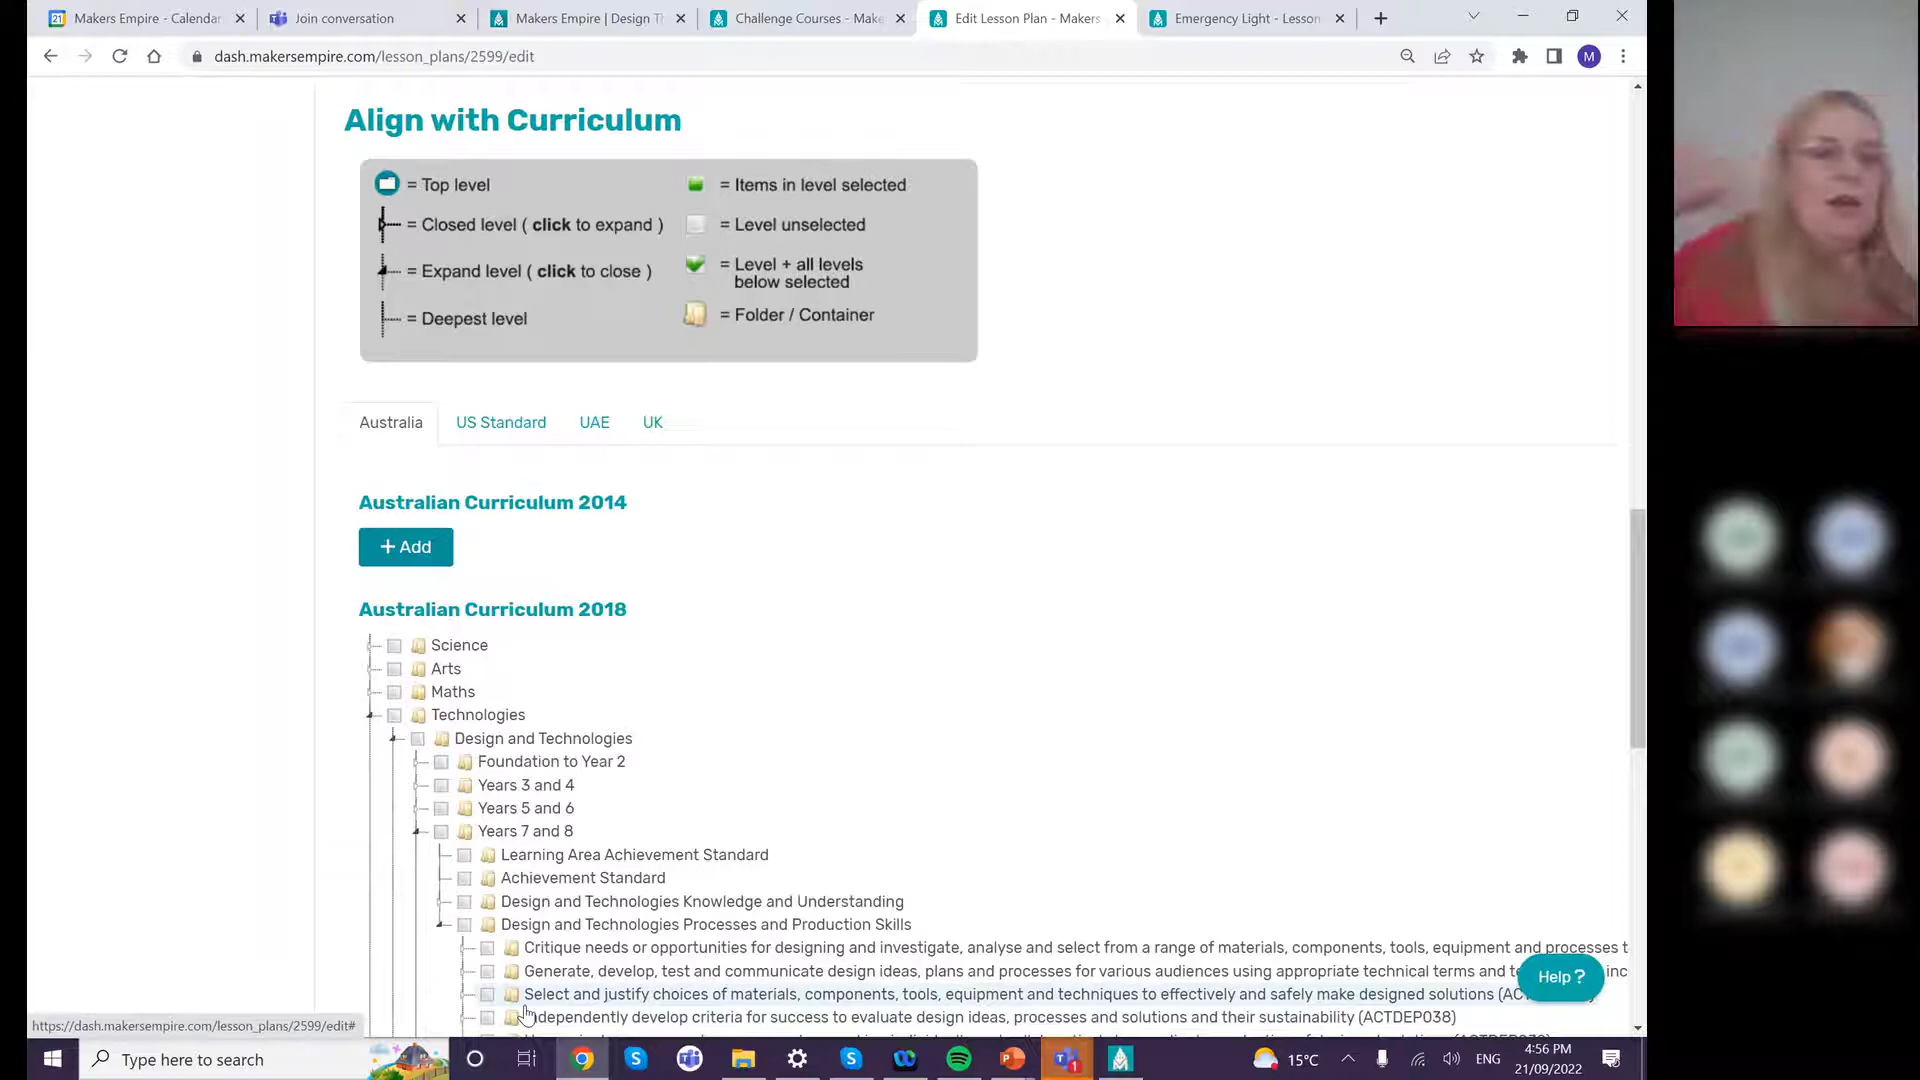 Makers Empire - Calendar
Join conversation
Makers Empire | Design Th
Challenge Courses - Make
Edit Lesson Plan - Makers
Emergency Light - Lesson
dash.makersempire.com/lesson_plans/2599/edit
M
Align with Curriculum
= Top level
= Items in level selected
= Closed level ( click to expand )
= Level unselected
= Expand level ( click to close )
= Level + all levels
below selected
= Deepest level
= Folder / Container
Australia
US Standard
UAE
UK
Australian Curriculum 2014
+ Add
Australian Curriculum 2018
Science
Arts
Maths
Technologies
Design and Technologies
Foundation to Year 2
Years 3 and 4
Years 5 and 6
Years 7 and 8
Learning Area Achievement Standard
Achievement Standard
Design and Technologies Knowledge and Understanding
Design and Technologies Processes and Production Skills
Critique needs or opportunities for designing and investigate, analyse and select from a range of materials, components, tools, equipment and processes t
Generate, develop, test and communicate design ideas, plans and processes for various audiences using appropriate technical terms and te inc
Select and justify choices of materials, components, tools, equipment and techniques to effectively and safely make designed solutions (AC
dependently develop criteria for success to evaluate design ideas, processes and solutions and their sustainability (ACTDEP038)
Help ?
https://dash.makersempire.com/lesson_plans/2599/edit#
Type here to search
15°C
ENG
4:56 PM
21/09/2022